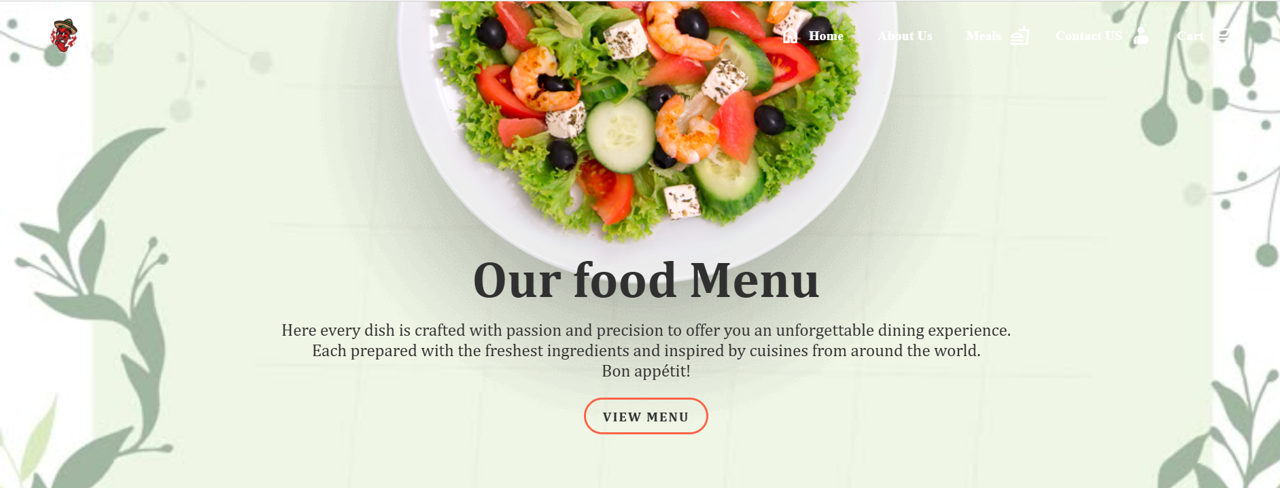 Home About Us Meals Contact US Cart
Our food Menu
Here every dish is crafted with passion and precision to offer you an unforgettable dining experience.
Each prepared with the freshest ingredients and inspired by cuisines from around the world.
Bon appétit!
VIEW MENU